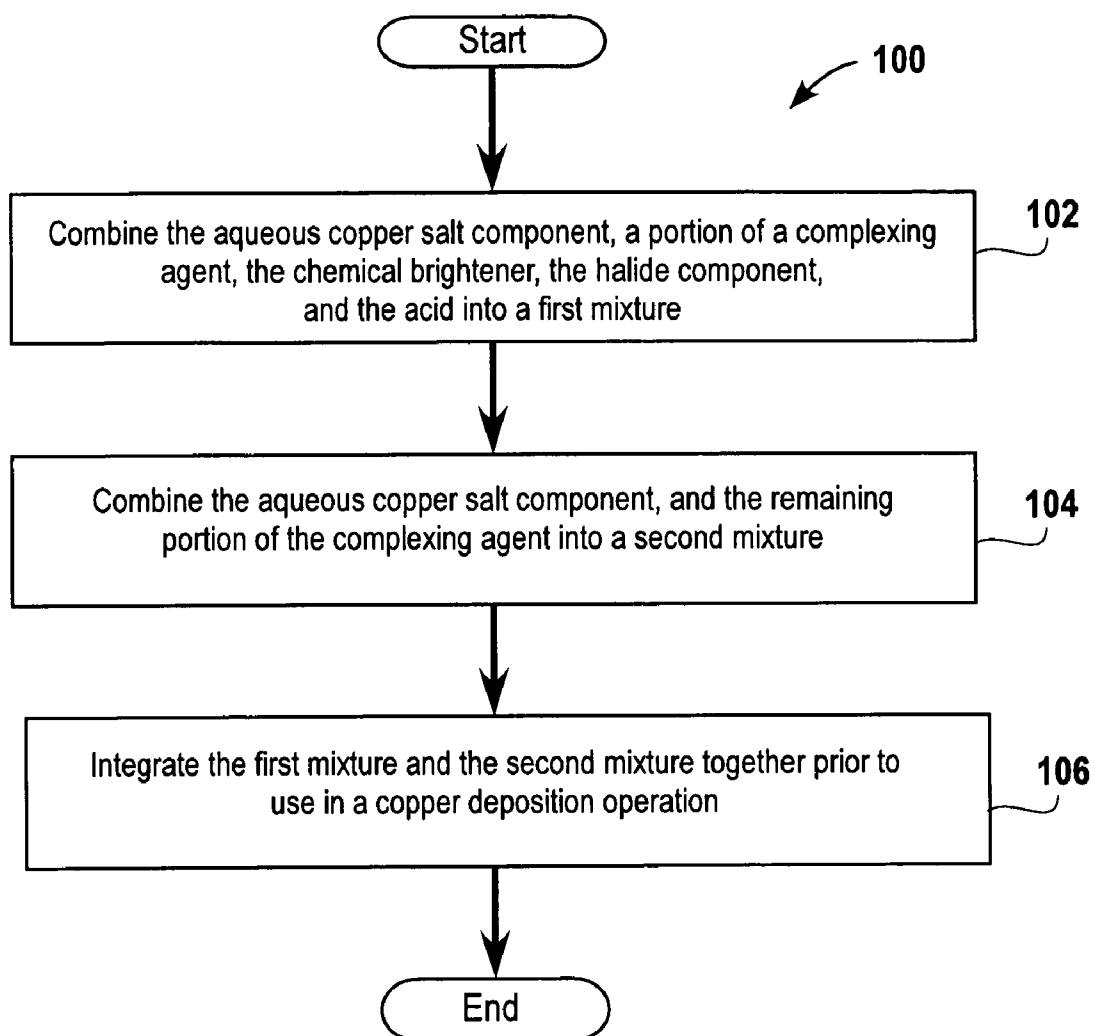 Start
100
Combine the aqueous copper salt component, a portion of a complexing
agent, the chemical brightener, the halide component,
and the acid into a first mixture
102
Combine the aqueous copper salt component, and the remaining
portion of the complexing agent into a second mixture
104
Integrate the first mixture and the second mixture together prior to
use in a copper deposition operation
106
End